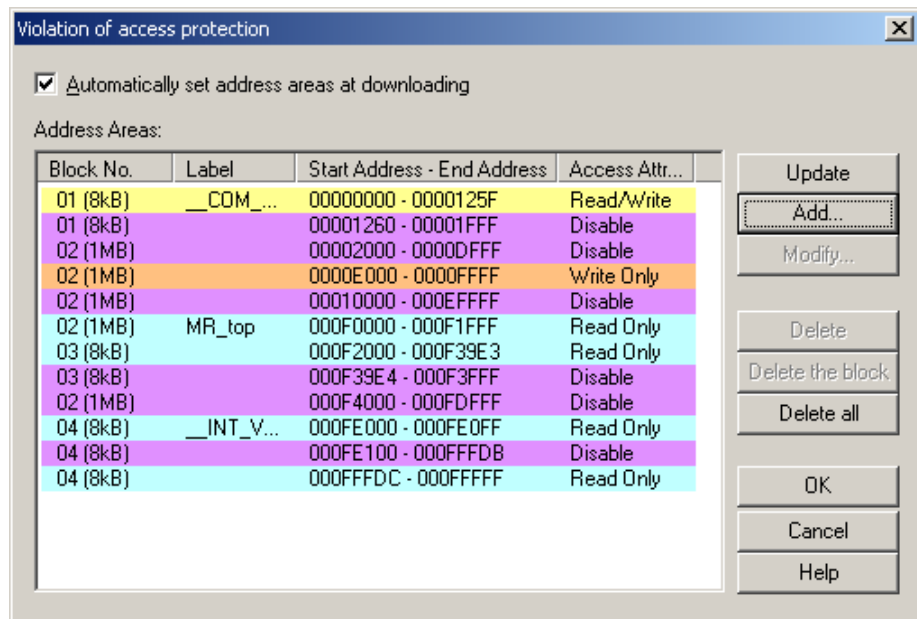 Violation of access protection
Automatically set address areas at downloading
Address Areas:
Block No. Label Start Address - End Address Access Attr...
01 (8kB) __COM_... 00000000 - 0000125F Read/Write
01 (8kB) 00001260 - 00001FFF Disable
02 (1MB) 00002000 - 0000DFFF Disable
02 (1MB) 0000E000 - 0000FFFF Write Only
02 (1MB) 00010000 - 000EFFFF Disable
02 (1MB) MR_top 000F0000 - 000F1FFF Read Only
03 (8kB) 000F2000 - 000F39E3 Read Only
03 (8kB) 000F39E4 - 000F3FFF Disable
02 (1MB) 000F4000 - 000FDFFF Disable
04 (8kB) __INT_V... 000FE000 - 000FE0FF Read Only
04 (8kB) 000FE100 - 000FFFDB Disable
04 (8kB) 000FFFDC - 000FFFFF Read Only
Update
Add...
Modify...
Delete
Delete the block
Delete all
OK
Cancel
Help